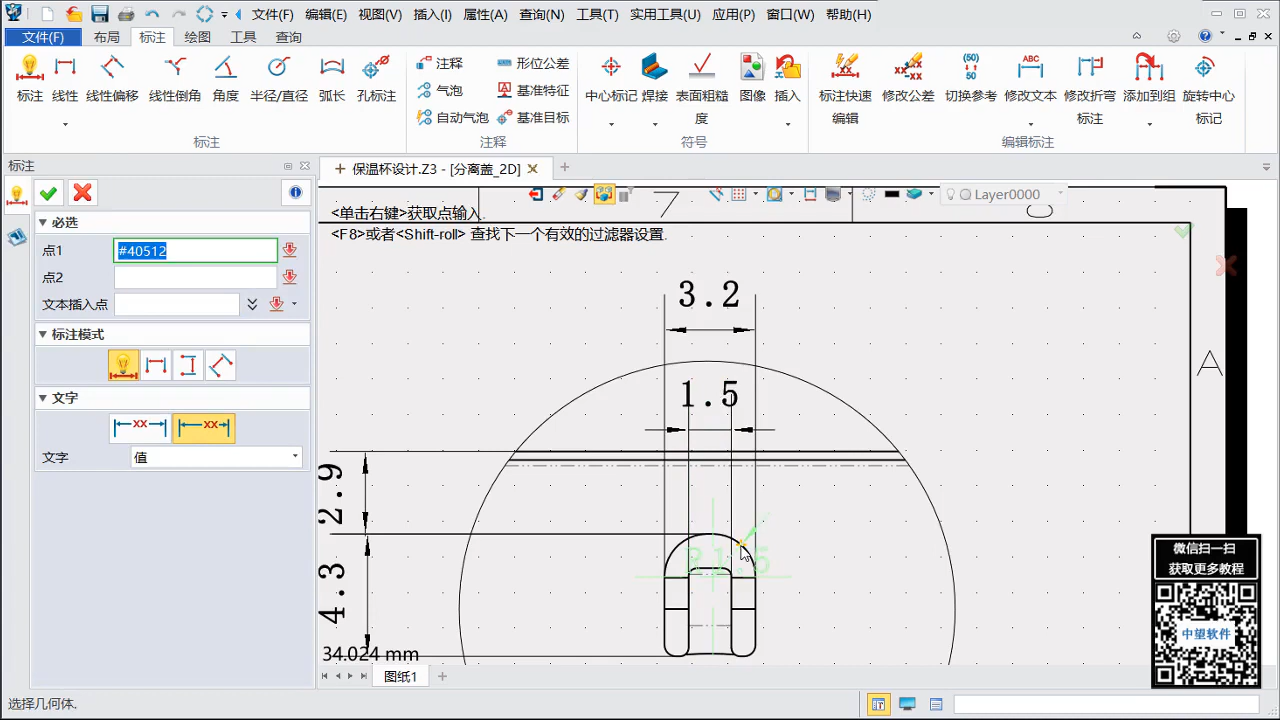 文件(F) 编辑(E) 视图(V) 插入(I) 属性(A) 查询(N) 工具(T) 实用工具(U) 应用(P) 窗口(W) 帮助(H)
文件(F) 布局 标注 绘图 工具 查询
标注 线性 线性偏移 线性倒角 角度 半径/直径 弧长 孔标注
注释 形位公差
气泡 基准特征
自动气泡 基准目标
中心标记 焊接 表面粗糙度 图像 插入
标注快速编辑 修改公差 切换参考 修改文本 修改折弯标注 添加到组 旋转中心标记
标注 注释 符号 编辑标注
标注
保温杯设计.Z3 - [分离盖_2D]
必选
点1 #40512
点2
文本插入点
标注模式
文字
文字 值
Layer0000
<单击右键>获取点输入.
<F8>或者<Shift-roll> 查找下一个有效的过滤器设置.
3.2
1.5
2.9
4.3
A
34.024 mm
图纸1
选择几何体.
微信扫一扫
获取更多教程
中望软件